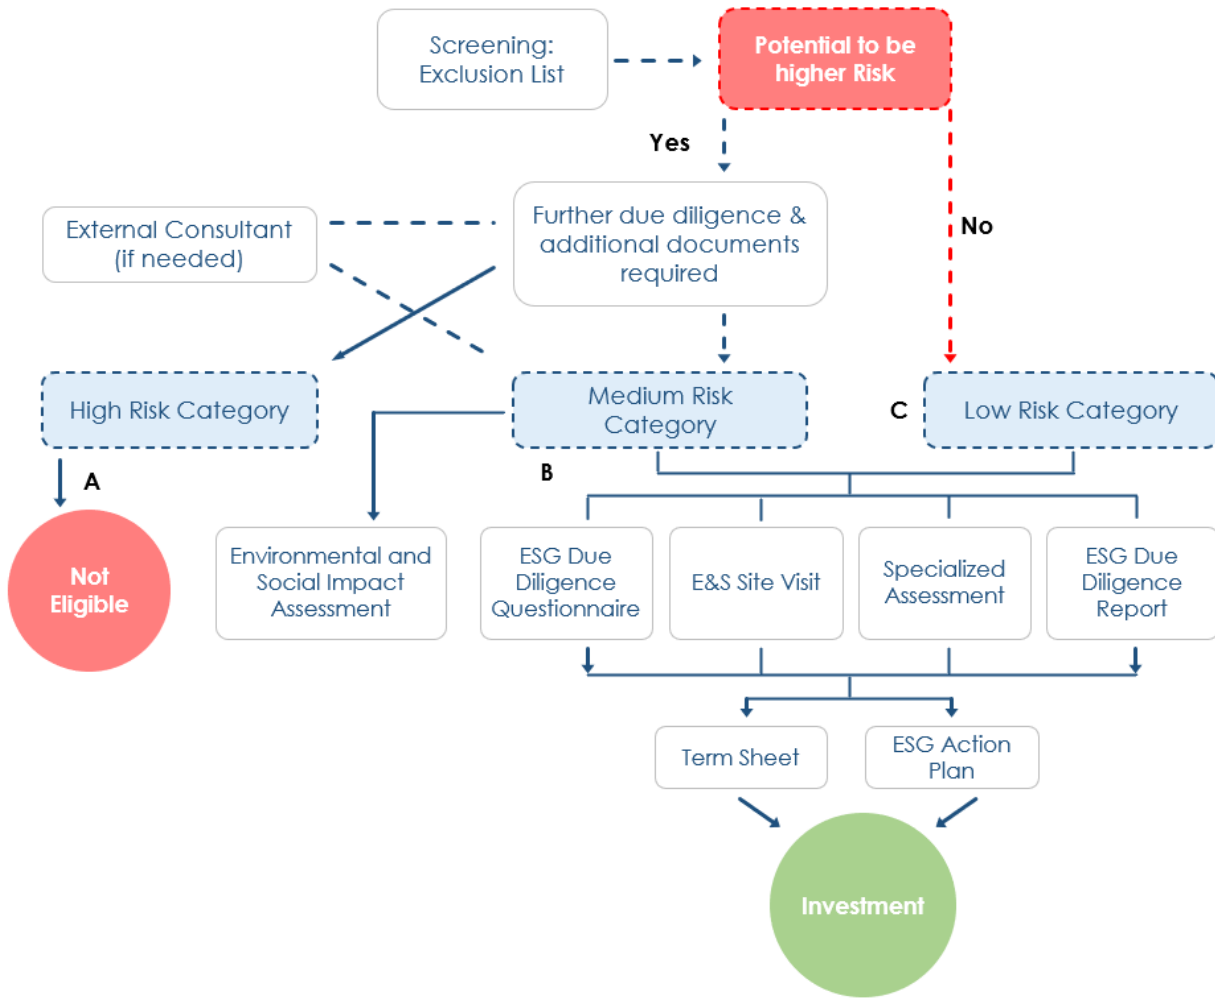 Screening:
Exclusion List
Potential to be
higher Risk
Yes
No
External Consultant
(if needed)
Further due diligence &
additional documents
required
High Risk Category
Medium Risk
Category
C
Low Risk Category
A
B
Not
Eligible
Environmental and
Social Impact
Assessment
ESG Due
Diligence
Questionnaire
E&S Site Visit
Specialized
Assessment
ESG Due
Diligence
Report
Term Sheet
ESG Action
Plan
Investment